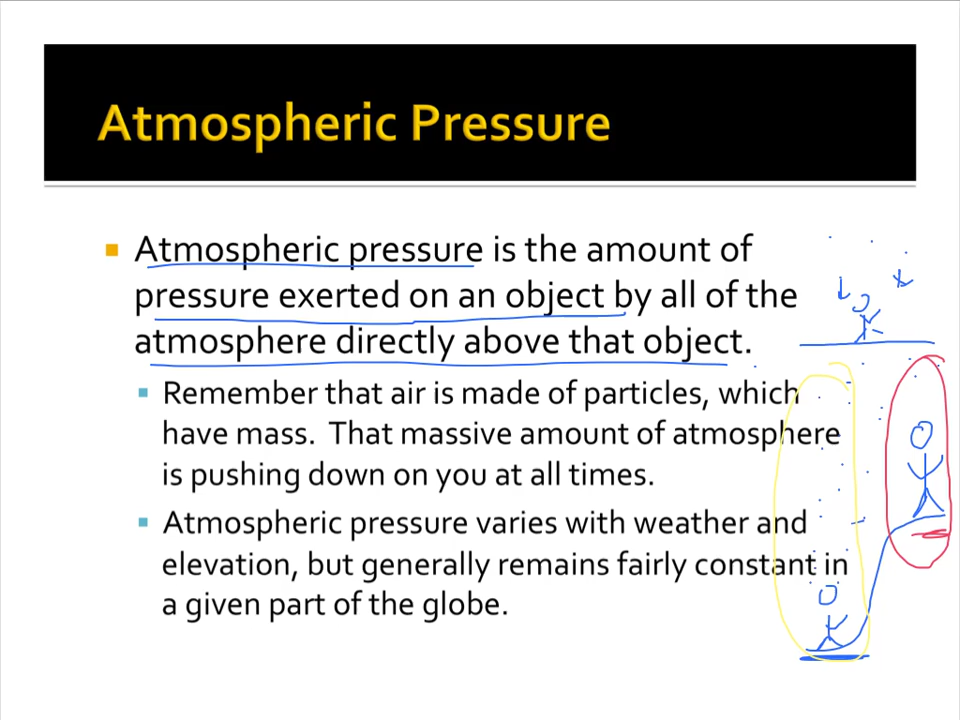 Atmospheric Pressure
Atmospheric pressure is the amount of
pressure exerted on an object by all of the
atmosphere directly above that object.
Remember that air is made of particles, which
have mass. That massive amount of atmosphere
is pushing down on you at all times.
Atmospheric pressure varies with weather and
elevation, but generally remains fairly constant in
a given part of the globe.